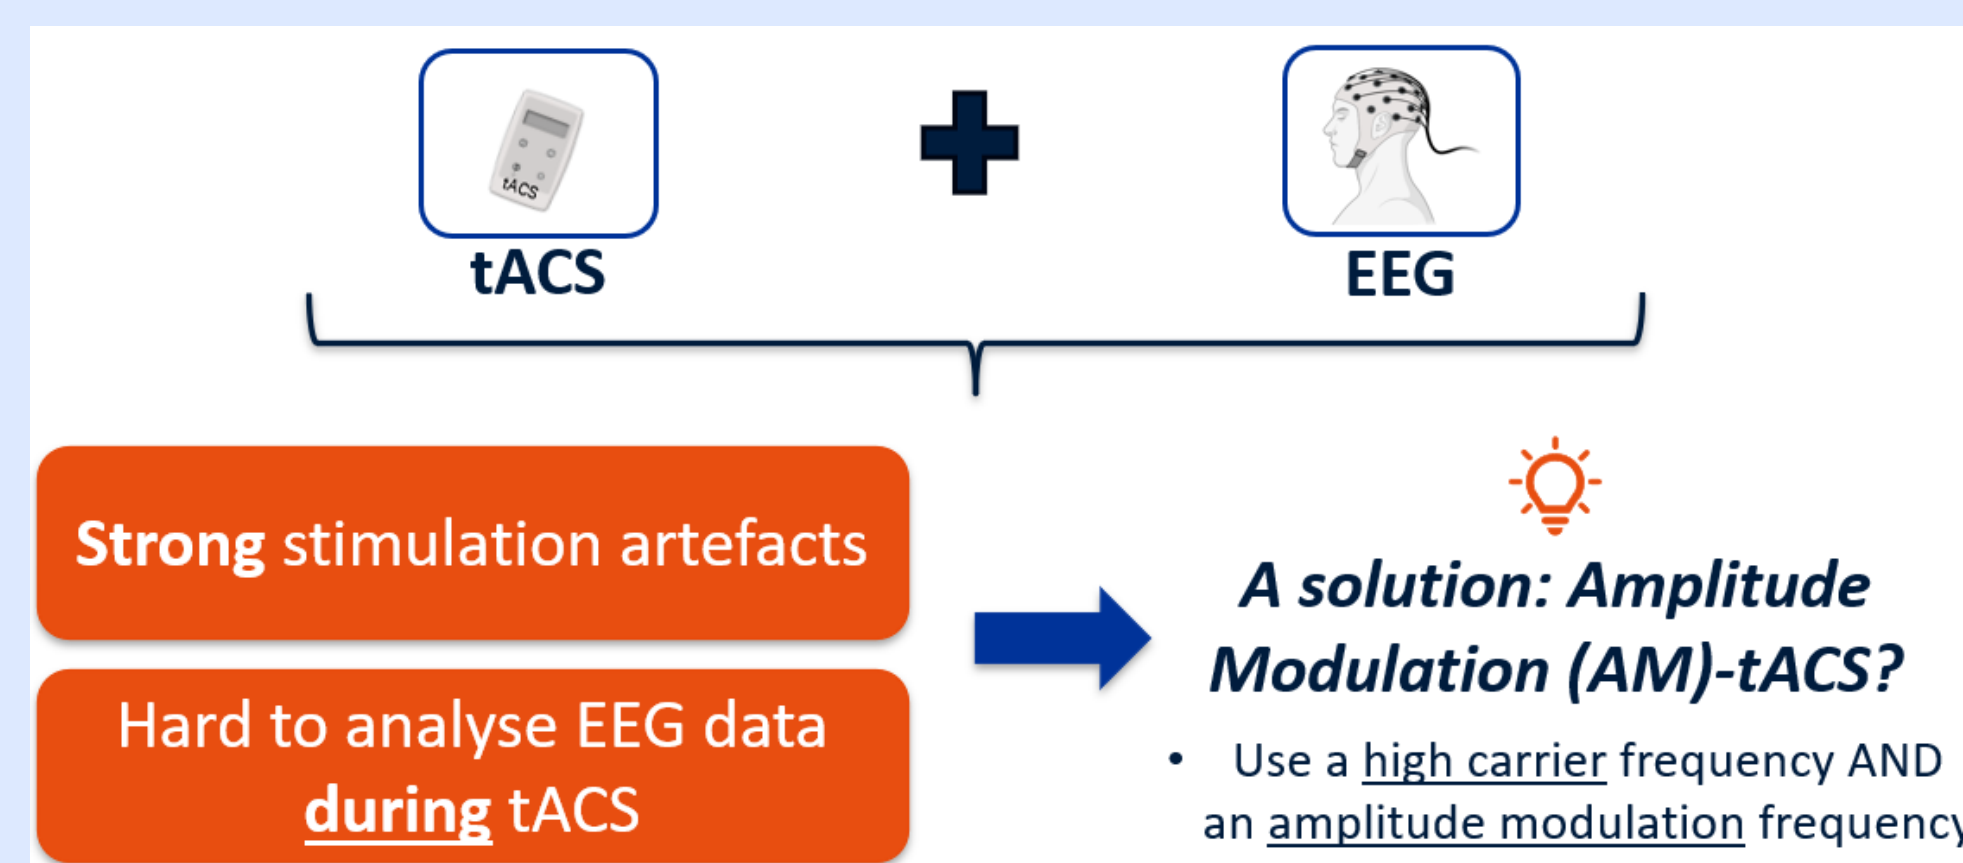 tACS
tACS
EEG
Strong stimulation artefacts
Hard to analyse EEG data
during tACS
A solution: Amplitude
Modulation (AM)-tACS?
• Use a high carrier frequency AND
an amplitude modulation frequency